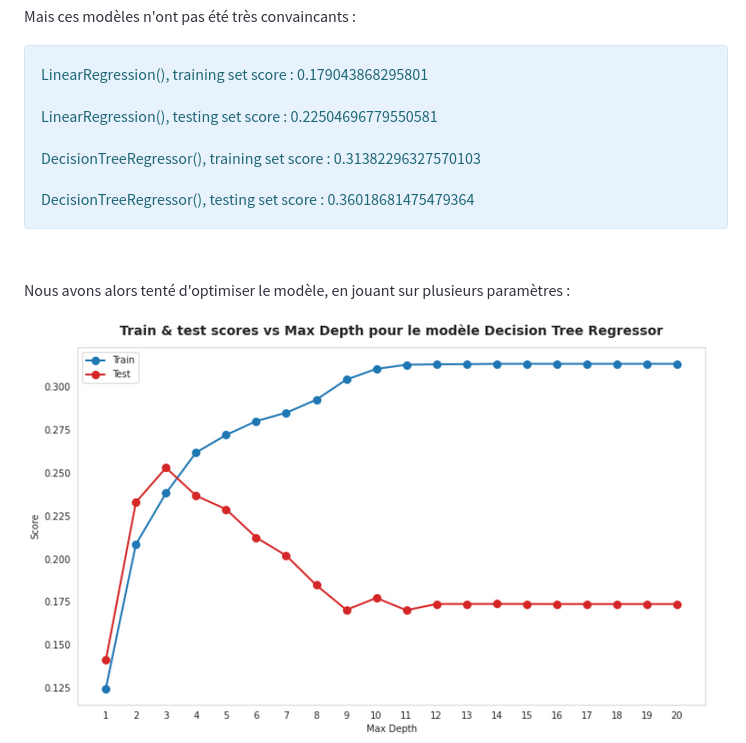 Mais ces modèles n'ont pas été très convaincants :
LinearRegression(), training set score : 0.179043868295801
LinearRegression(), testing set score : 0.22504696779550581
DecisionTreeRegressor(), training set score : 0.31382296327570103
DecisionTreeRegressor(), testing set score : 0.36018681475479364
Nous avons alors tenté d'optimiser le modèle, en jouant sur plusieurs paramètres :
Train & test scores vs Max Depth pour le modèle Decision Tree Regressor
Train
Test
0.300
0.275
0.250
0.225
0.200
0.175
0.150
0.125
Score
1 2 3 4 5 6 7 8 9 10 11 12 13 14 15 16 17 18 19 20
Max Depth